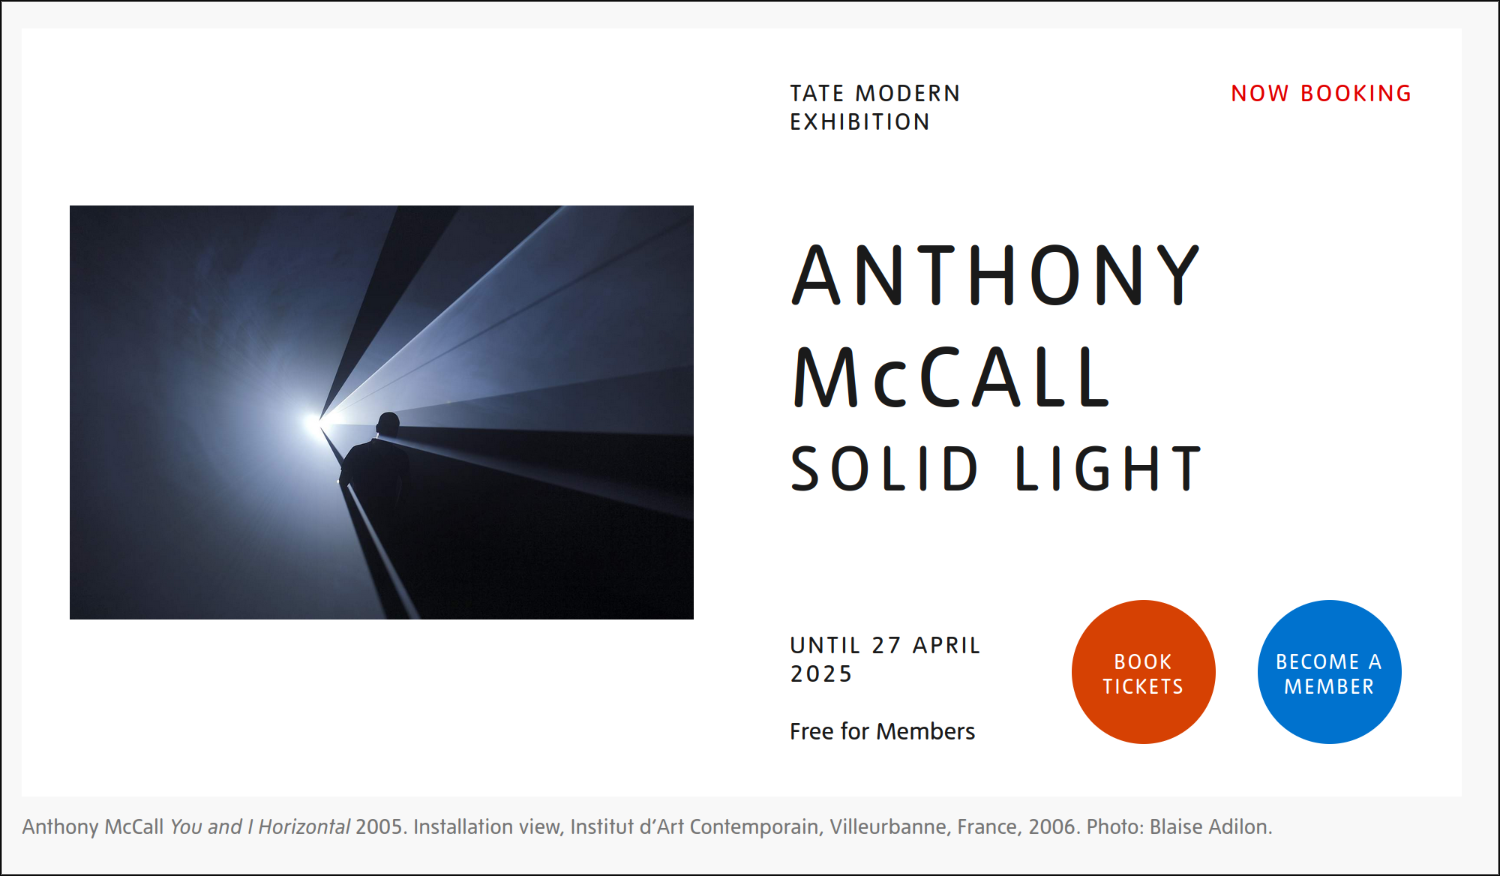 TATE MODERN
EXHIBITION
NOW BOOKING
ANTHONY
McCALL
SOLID LIGHT
UNTIL 27 APRIL
2025
Free for Members
BOOK
TICKETS
BECOME A
MEMBER
Anthony McCall You and I Horizontal 2005. Installation view, Institut d’Art Contemporain, Villeurbanne, France, 2006. Photo: Blaise Adilon.